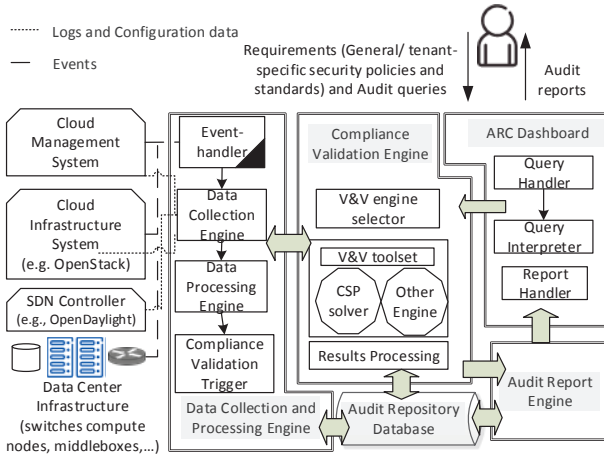 Logs and Configuration data
Events
Requirements (General/ tenant-
specific security policies and
standards) and Audit queries
Audit
reports
Cloud
Management
System
Cloud
Infrastructure
System
(e.g. OpenStack)
SDN Controller
(e.g., OpenDaylight)
Data Center
Infrastructure
(switches compute
nodes, middleboxes,...)
Event-
handler
Data
Collection
Engine
Data
Processing
Engine
Compliance
Validation
Trigger
Data Collection and
Processing Engine
Compliance
Validation Engine
V&V engine
selector
V&V toolset
CSP
solver
Other
Engine
Results Processing
Audit Repository
Database
ARC Dashboard
Query
Handler
Query
Interpreter
Report
Handler
Audit Report
Engine